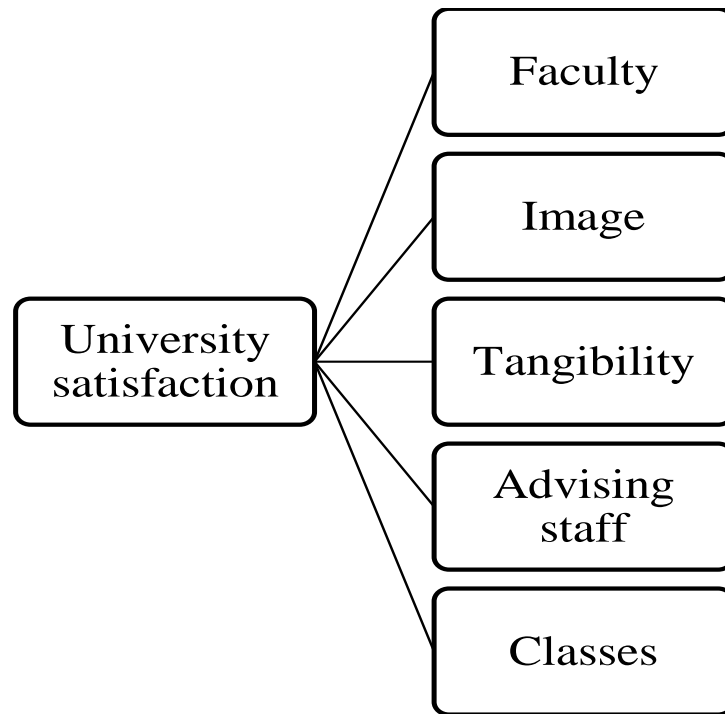 Faculty
Image
University
satisfaction
Tangibility
Advising
staff
Classes